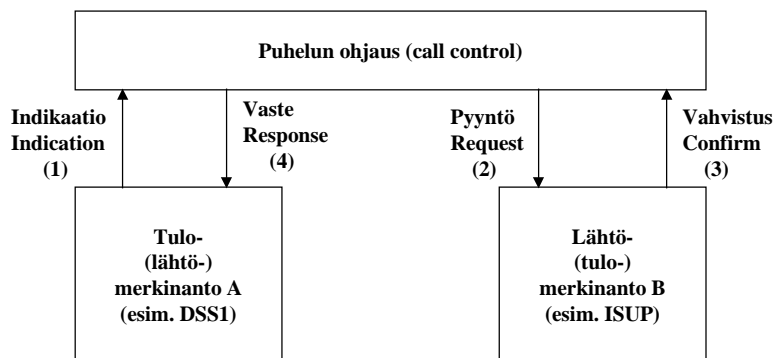 Puhelun ohjaus (call control)
Indikaatio
Indication
(1)
Vaste
Response
(4)
Pyyntö
Request
(2)
Vahvistus
Confirm
(3)
Tulo-
(lähtö-)
merkinanto A
(esim. DSS1)
Lähtö-
(tulo-)
merkinanto B
(esim. ISUP)